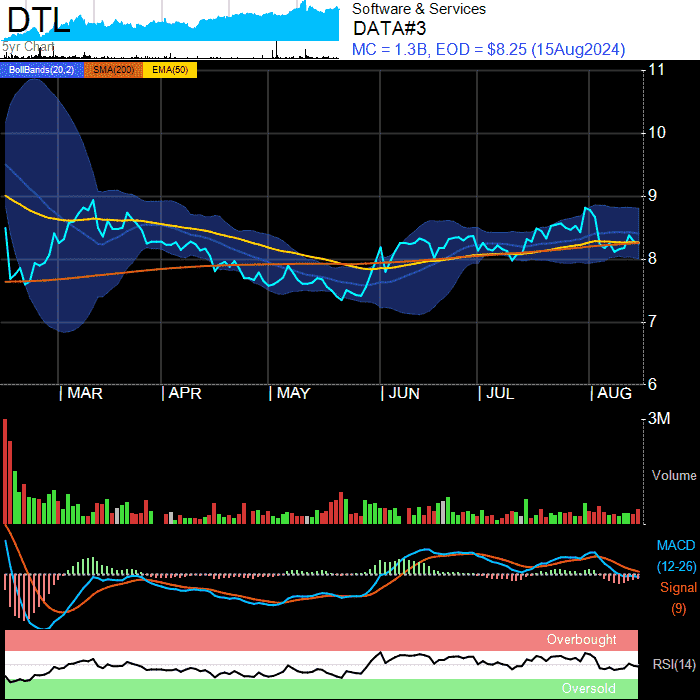 DTL
5yr Chart
Software & Services
DATA#3
MC = 1.3B, EOD = $8.25 (15Aug2024)
BollBands(20,2) SMA(200) EMA(50)
11
10
9
8
7
6
MAR APR MAY JUN JUL AUG
3M
Volume
MACD
(12-26)
Signal
(9)
Overbought
RSI(14)
Oversold